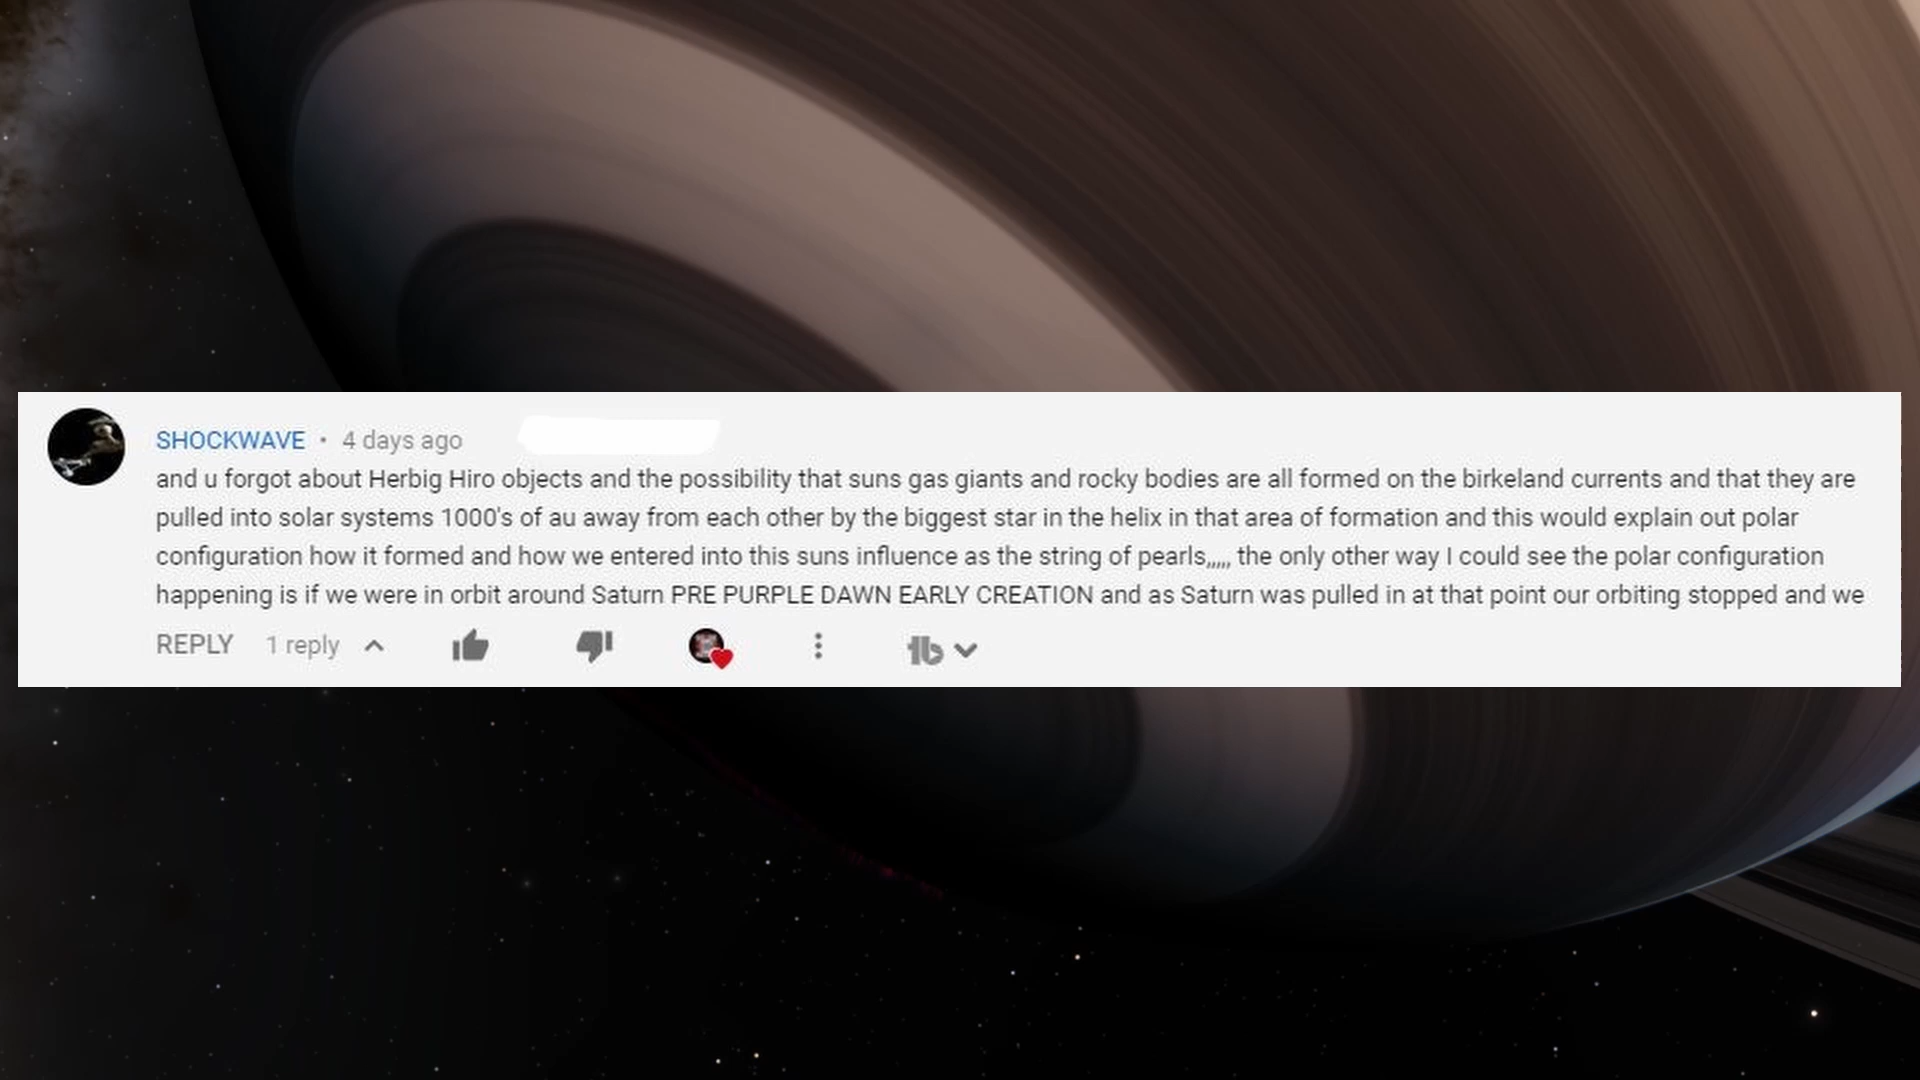 SHOCKWAVE • 4 days ago
and u forgot about Herbig Hiro objects and the possibility that suns gas giants and rocky bodies are all formed on the birkeland currents and that they are
pulled into solar systems 1000's of au away from each other by the biggest star in the helix in that area of formation and this would explain out polar
configuration how it formed and how we entered into this suns influence as the string of pearls,,,,, the only other way I could see the polar configuration
happening is if we were in orbit around Saturn PRE PURPLE DAWN EARLY CREATION and as Saturn was pulled in at that point our orbiting stopped and we
REPLY 1 reply tb